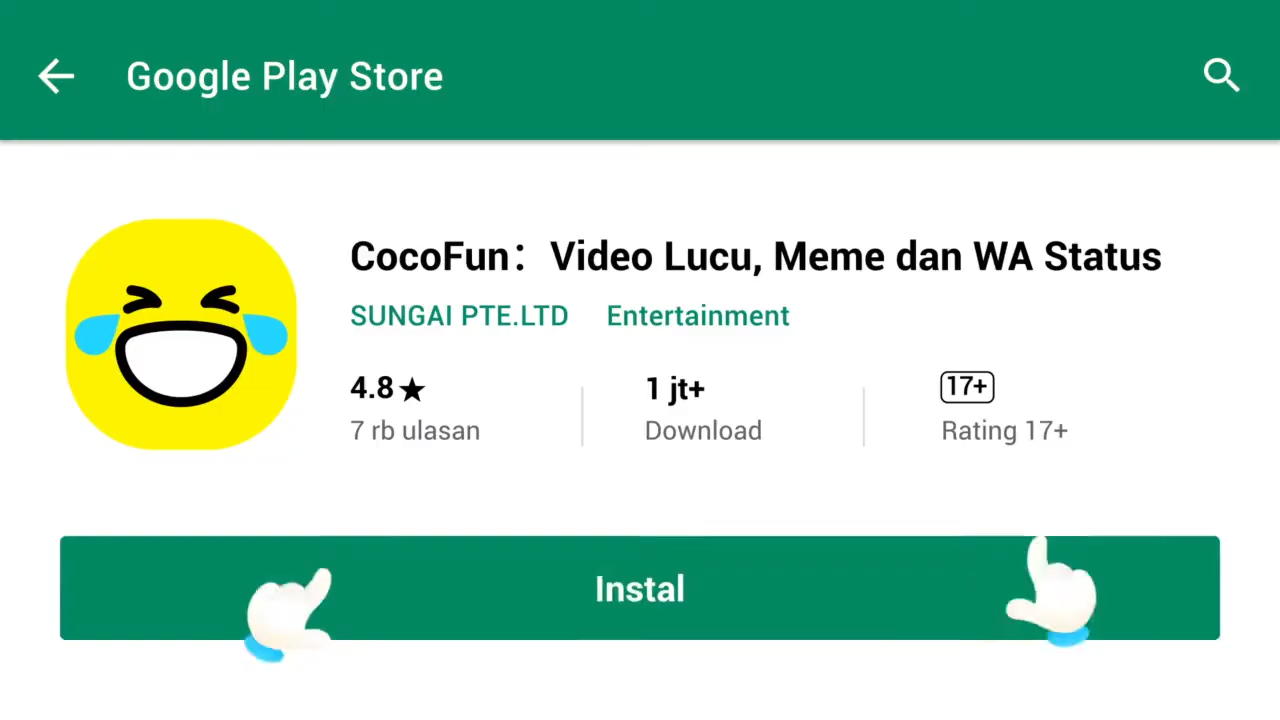 Google Play Store
CocoFun： Video Lucu, Meme dan WA Status
SUNGAI PTE.LTD Entertainment
4.8★ 1 jt+ 17+
7 rb ulasan Download Rating 17+
Instal